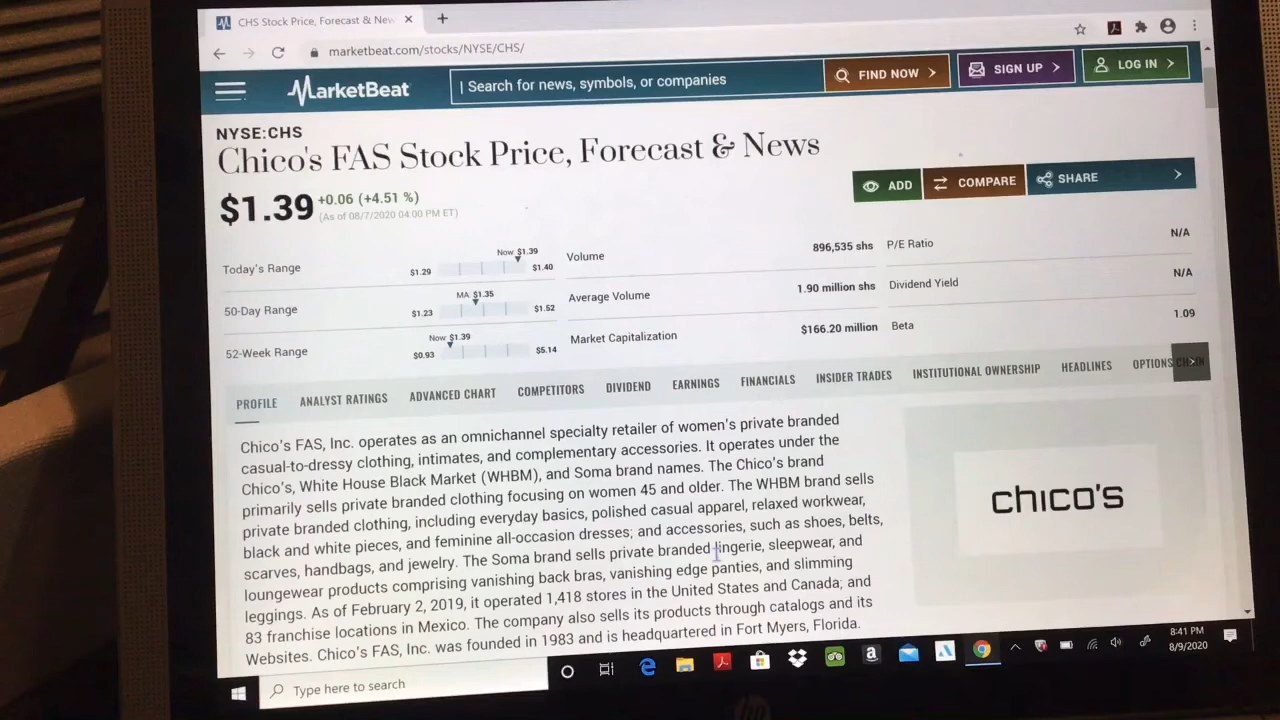 CHS Stock Price, Forecast & New
marketbeat.com/stocks/NYSE/CHS/
MarketBeat
Search for news, symbols, or companies
FIND NOW
SIGN UP
LOG IN
NYSE:CHS
Chico's FAS Stock Price, Forecast & News
$1.39 +0.06 (+4.51 %)
(As of 08/7/2020 04:00 PM ET)
ADD
COMPARE
SHARE
Today's Range $1.29 Now: $1.39 $1.40
50-Day Range $1.23 MA: $1.35 $1.52
52-Week Range $0.93 Now: $1.39 $5.14
Volume 896,535 shs
Average Volume 1.90 million shs
Market Capitalization $166.20 million
P/E Ratio N/A
Dividend Yield N/A
Beta 1.09
PROFILE ANALYST RATINGS ADVANCED CHART COMPETITORS DIVIDEND EARNINGS FINANCIALS INSIDER TRADES INSTITUTIONAL OWNERSHIP HEADLINES OPTIONS CHAIN
Chico's FAS, Inc. operates as an omnichannel specialty retailer of women's private branded
casual-to-dressy clothing, intimates, and complementary accessories. It operates under the
Chico's, White House Black Market (WHBM), and Soma brand names. The Chico's brand
primarily sells private branded clothing focusing on women 45 and older. The WHBM brand sells
private branded clothing, including everyday basics, polished casual apparel, relaxed workwear,
black and white pieces, and feminine all-occasion dresses; and accessories, such as shoes, belts,
scarves, handbags, and jewelry. The Soma brand sells private branded lingerie, sleepwear, and
loungewear products comprising vanishing back bras, vanishing edge panties, and slimming
leggings. As of February 2, 2019, it operated 1,418 stores in the United States and Canada; and
83 franchise locations in Mexico. The company also sells its products through catalogs and its
Websites. Chico's FAS, Inc. was founded in 1983 and is headquartered in Fort Myers, Florida.
chico's
Type here to search
8:41 PM
8/9/2020
hp